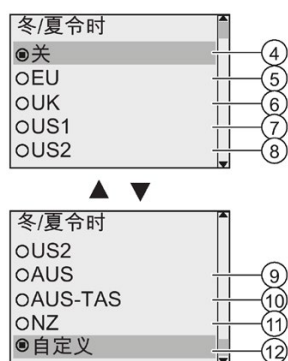 冬/夏令时
关 ④
EU ⑤
UK ⑥
US1 ⑦
US2 ⑧
▲ ▼
冬/夏令时
US2
AUS ⑨
AUS-TAS ⑩
NZ ⑪
自定义 ⑫